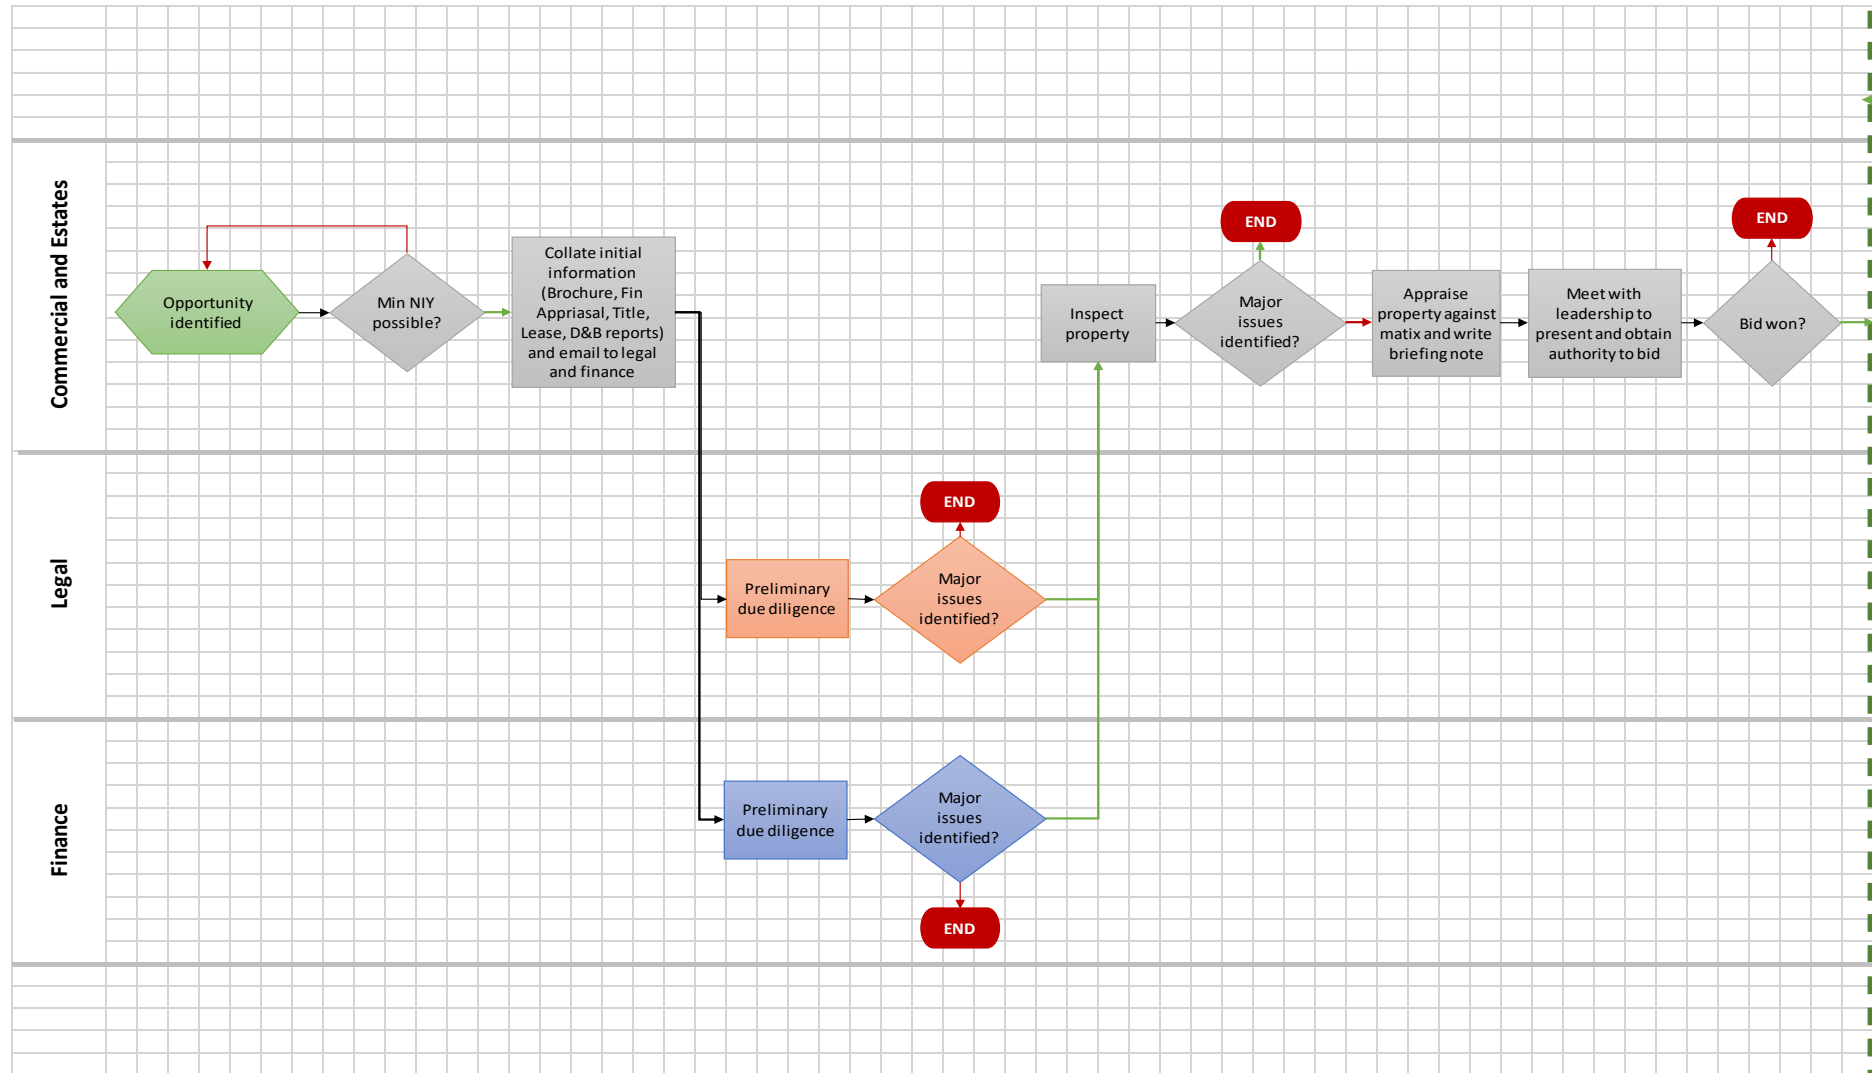 Commercial and Estates
Opportunity
identified
Min NIY
possible?
Collate initial
information
(Brochure, Fin
Appriasal, Title,
Lease, D&B reports)
and email to legal
and finance
Inspect
property
END
Major
issues
identified?
Appraise
property against
matix and write
briefing note
Meet with
leadership to
present and obtain
authority to bid
END
Bid won?
Legal
Preliminary
due diligence
END
Major
issues
identified?
Finance
Preliminary
due diligence
Major
issues
identified?
END